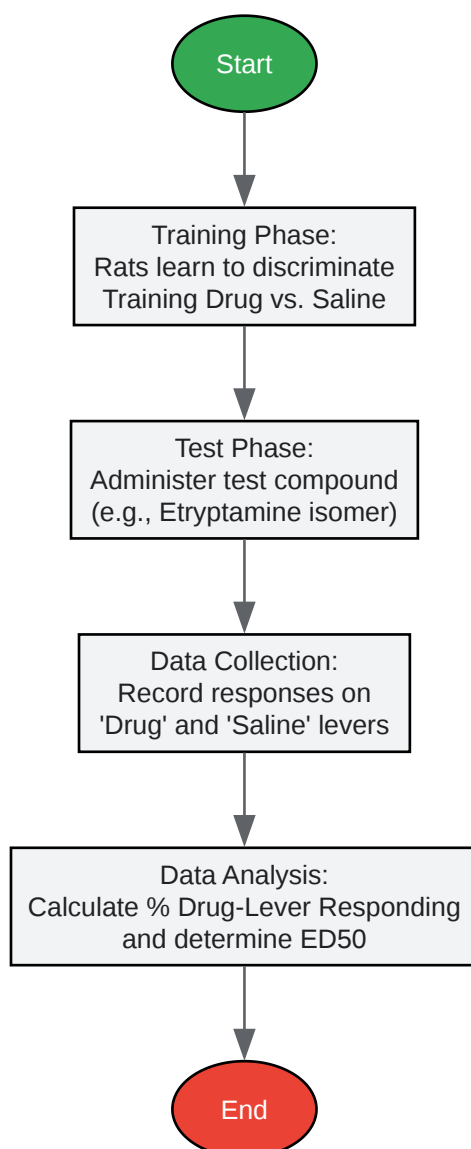 Start
Training Phase:
Rats learn to discriminate
Training Drug vs. Saline
Test Phase:
Administer test compound
(e.g., Etryptamine isomer)
Data Collection:
Record responses on
'Drug' and 'Saline' levers
Data Analysis:
Calculate % Drug-Lever Responding
and determine ED50
End